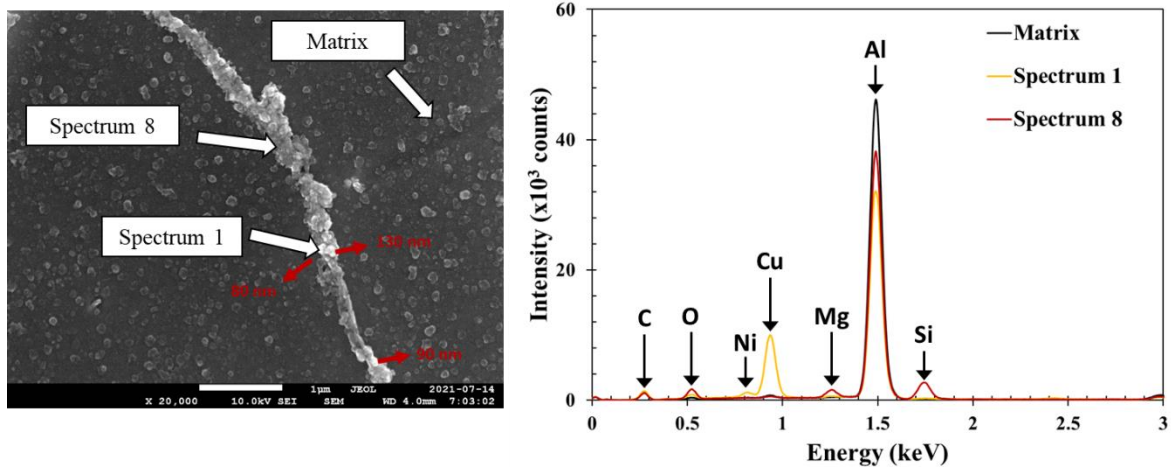 Matrix
Spectrum 8
Spectrum 1
130 nm
80 nm
90 nm
1µm JEOL 2021-07-14
X 20,000 10.0kV SEI SEM WD 4.0mm 7:03:02
60
40
20
0
Intensity (x10³ counts)
Matrix
Spectrum 1
Spectrum 8
Al
Cu
C
O
Ni
Mg
Si
0 0.5 1 1.5 2 2.5 3
Energy (keV)